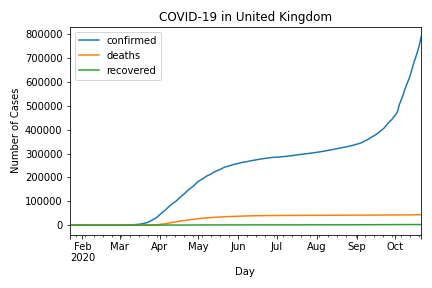 COVID-19 in United Kingdom
confirmed
deaths
recovered
Number of Cases
800000
700000
600000
500000
400000
300000
200000
100000
0
Feb Mar Apr May Jun Jul Aug Sep Oct
2020
Day